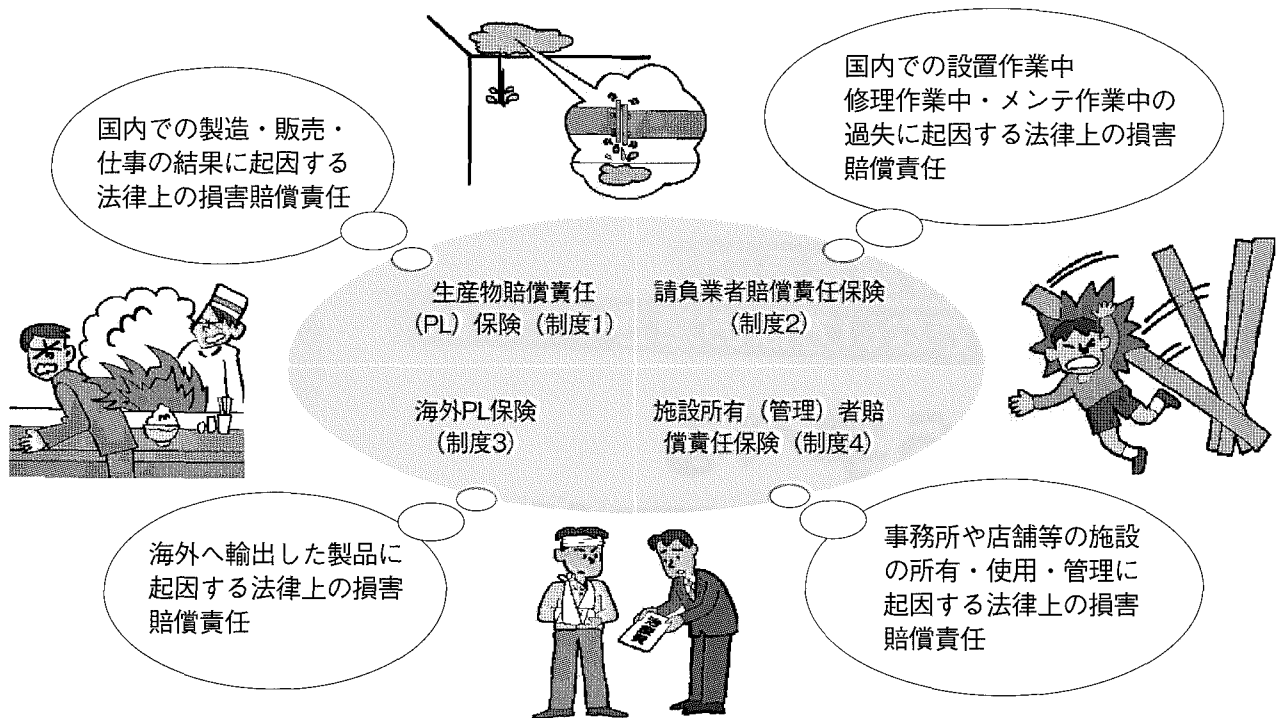 国内での製造・販売・
仕事の結果に起因する
法律上の損害賠償責任
国内での設置作業中
修理作業中・メンテ作業中の
過失に起因する法律上の損害
賠償責任
生産物賠償責任
(PL)保険(制度1)
請負業者賠償責任保険
(制度2)
海外PL保険
(制度3)
施設所有(管理)者賠
償責任保険(制度4)
海外へ輸出した製品に
起因する法律上の損害
賠償責任
事務所や店舗等の施設
の所有・使用・管理に
起因する法律上の損害
賠償責任